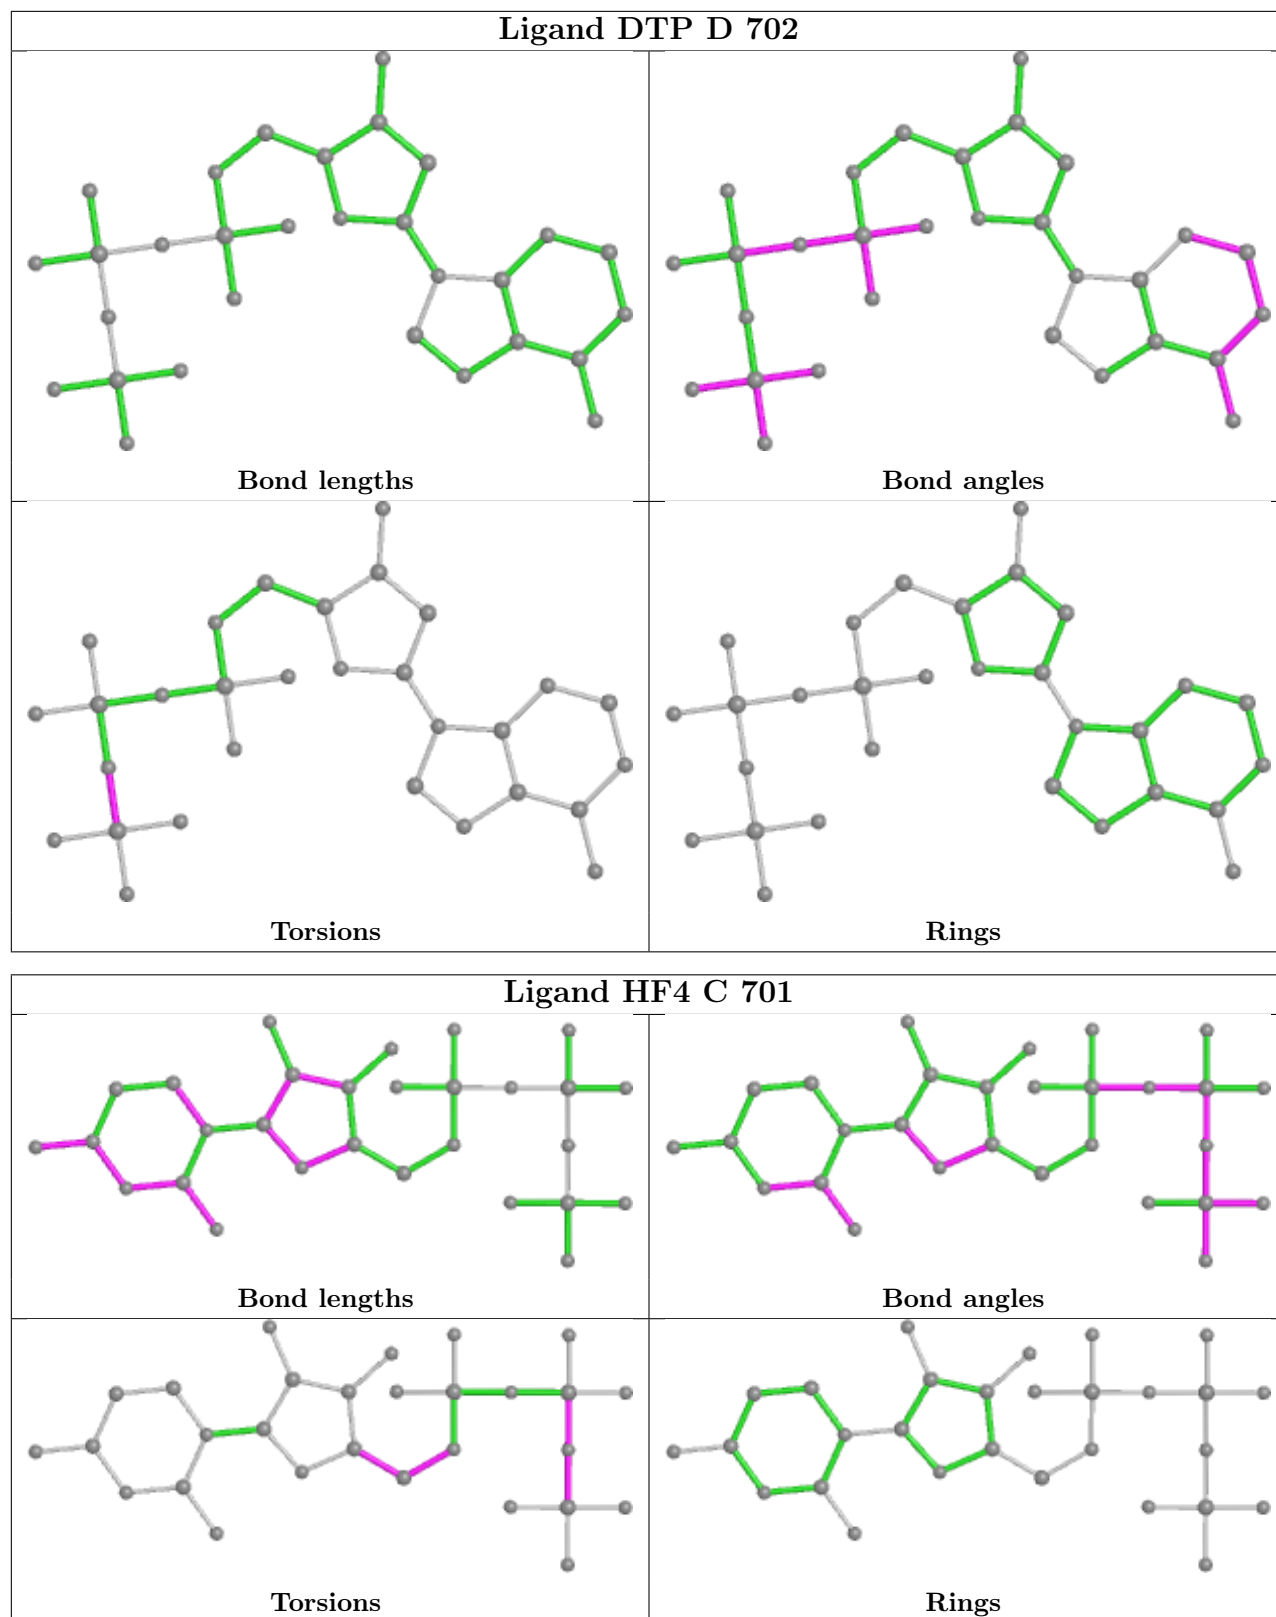 Ligand DTP D 702
Bond lengths
Bond angles
Torsions
Rings
Ligand HF4 C 701
Bond lengths
Bond angles
Torsions
Rings